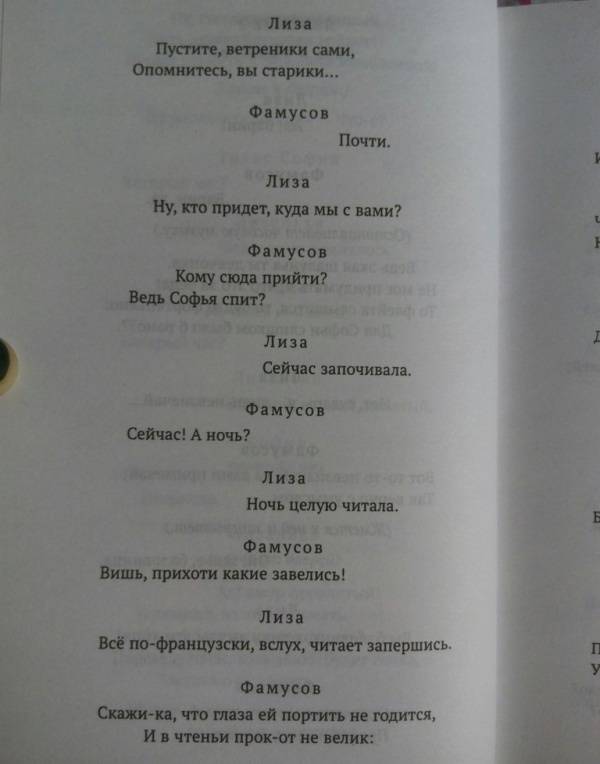 Лиза
Пустите, ветреники сами,
Опомнитесь, вы старики...
Фамусов
Почти.
Лиза
Ну, кто придет, куда мы с вами?
Фамусов
Кому сюда прийти?
Ведь Софья спит?
Лиза
Сейчас започивала.
Фамусов
Сейчас! А ночь?
Лиза
Ночь целую читала.
Фамусов
Вишь, прихоти какие завелись!
Лиза
Всё по-французски, вслух, читает запершись.
Фамусов
Скажи-ка, что глаза ей портить не годится,
И в чтеньи прок-от не велик: